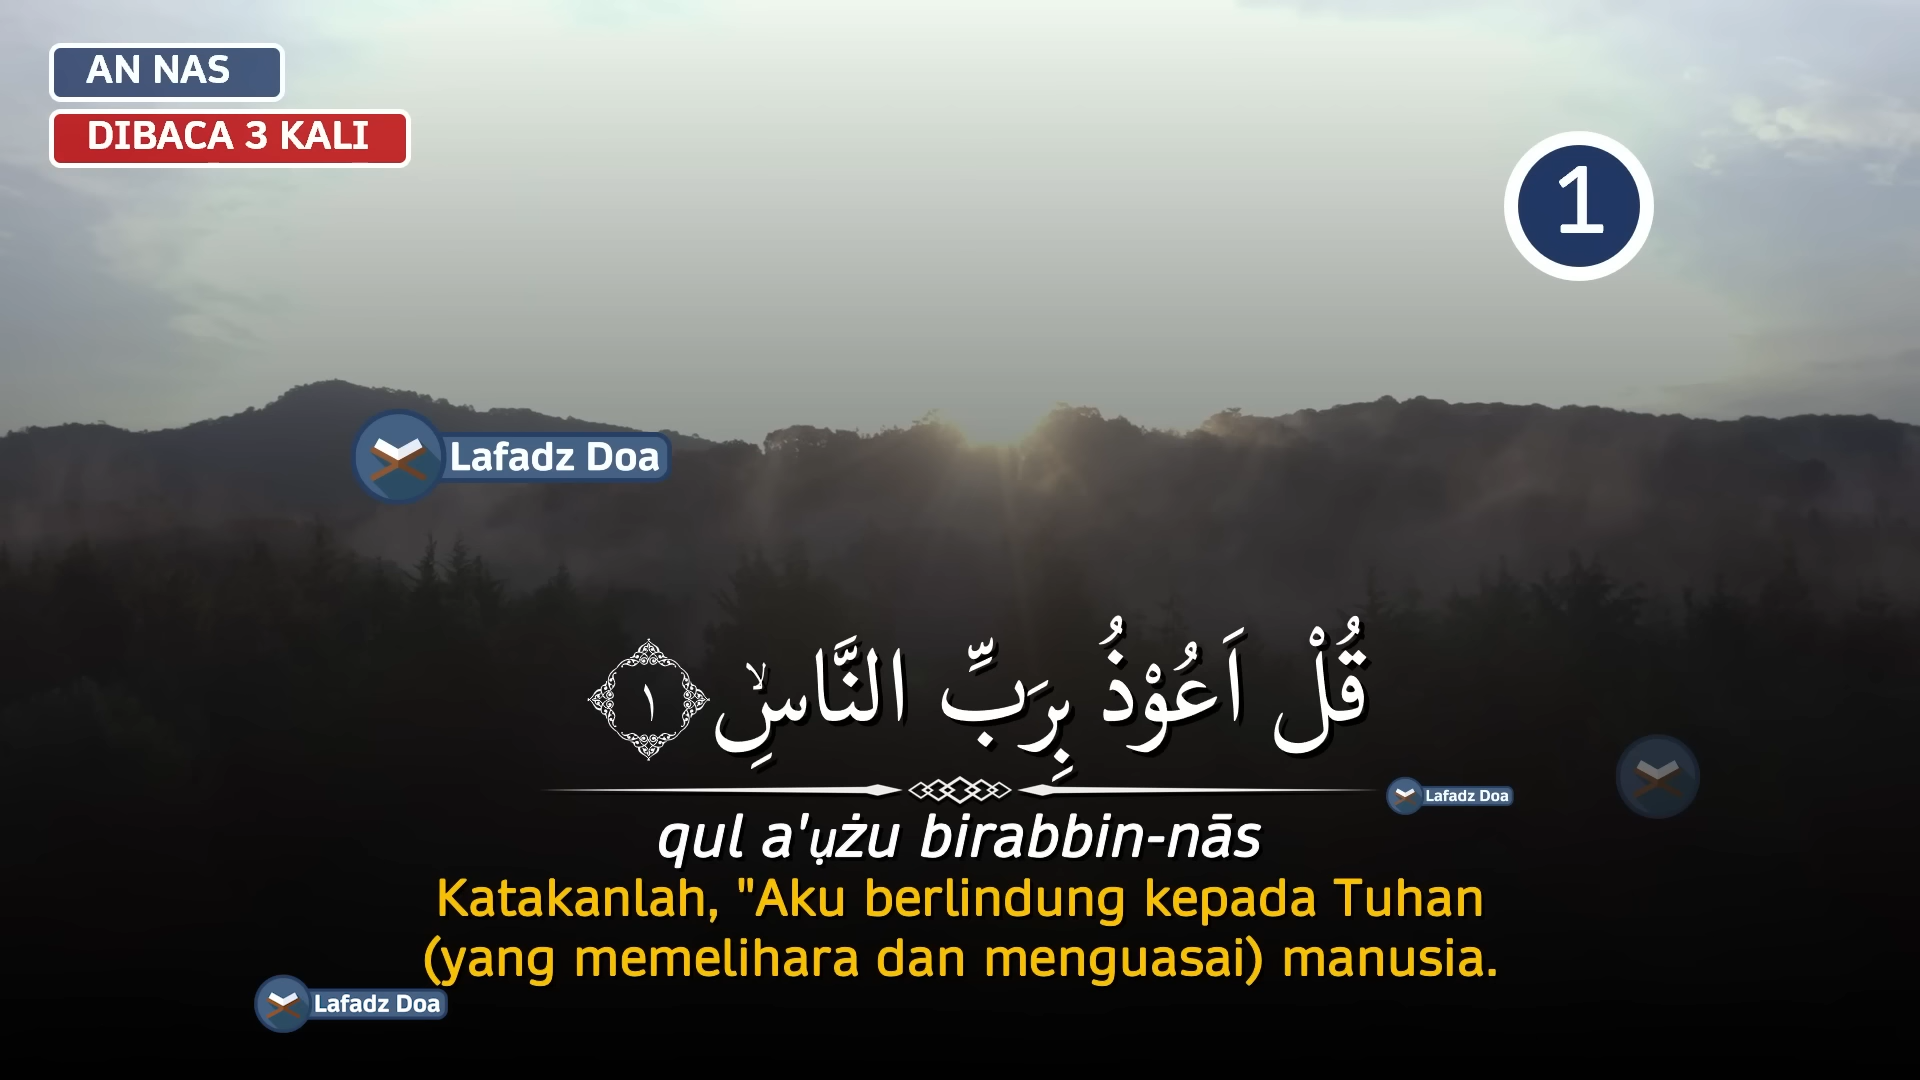 AN NAS
DIBACA 3 KALI
1
Lafadz Doa
قُلْ اَعُوْذُ بِرَبِّ النَّاسِۙ ١
Lafadz Doa
qul a'ụżu birabbin-nās
Katakanlah, "Aku berlindung kepada Tuhan
(yang memelihara dan menguasai) manusia.
Lafadz Doa